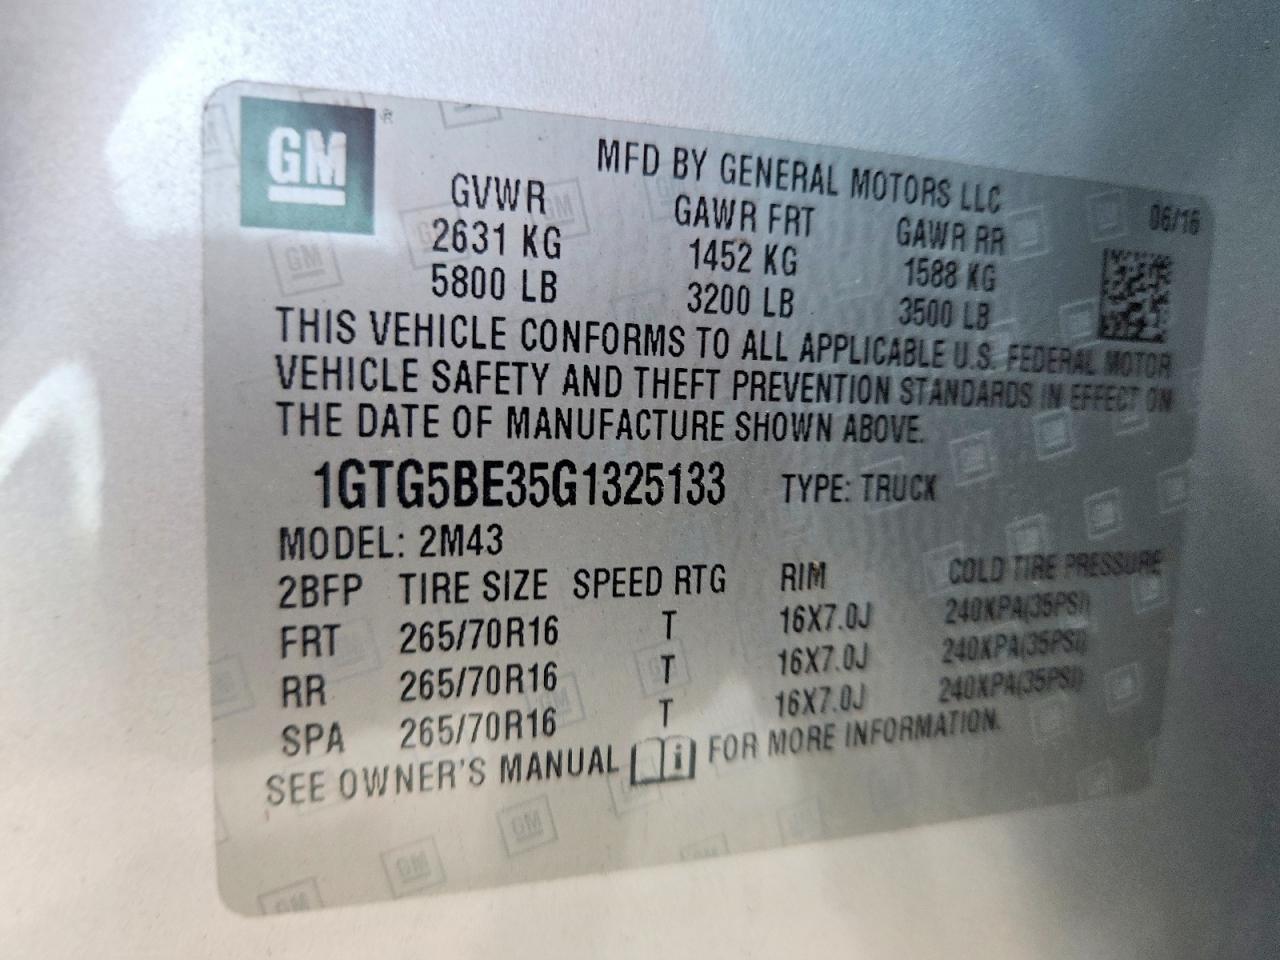 GM®
MFD BY GENERAL MOTORS LLC
06/16
GVWR GAWR FRT GAWR RR
2631 KG 1452 KG 1588 KG
5800 LB 3200 LB 3500 LB
THIS VEHICLE CONFORMS TO ALL APPLICABLE U.S. FEDERAL MOTOR
VEHICLE SAFETY AND THEFT PREVENTION STANDARDS IN EFFECT ON
THE DATE OF MANUFACTURE SHOWN ABOVE.
1GTG5BE35G1325133 TYPE: TRUCK
MODEL: 2M43
2BFP TIRE SIZE SPEED RTG RIM COLD TIRE PRESSURE
FRT 265/70R16 T 16X7.0J 240KPA(35PSI)
RR 265/70R16 T 16X7.0J 240KPA(35PSI)
SPA 265/70R16 T 16X7.0J 240KPA(35PSI)
SEE OWNER'S MANUAL i FOR MORE INFORMATION.